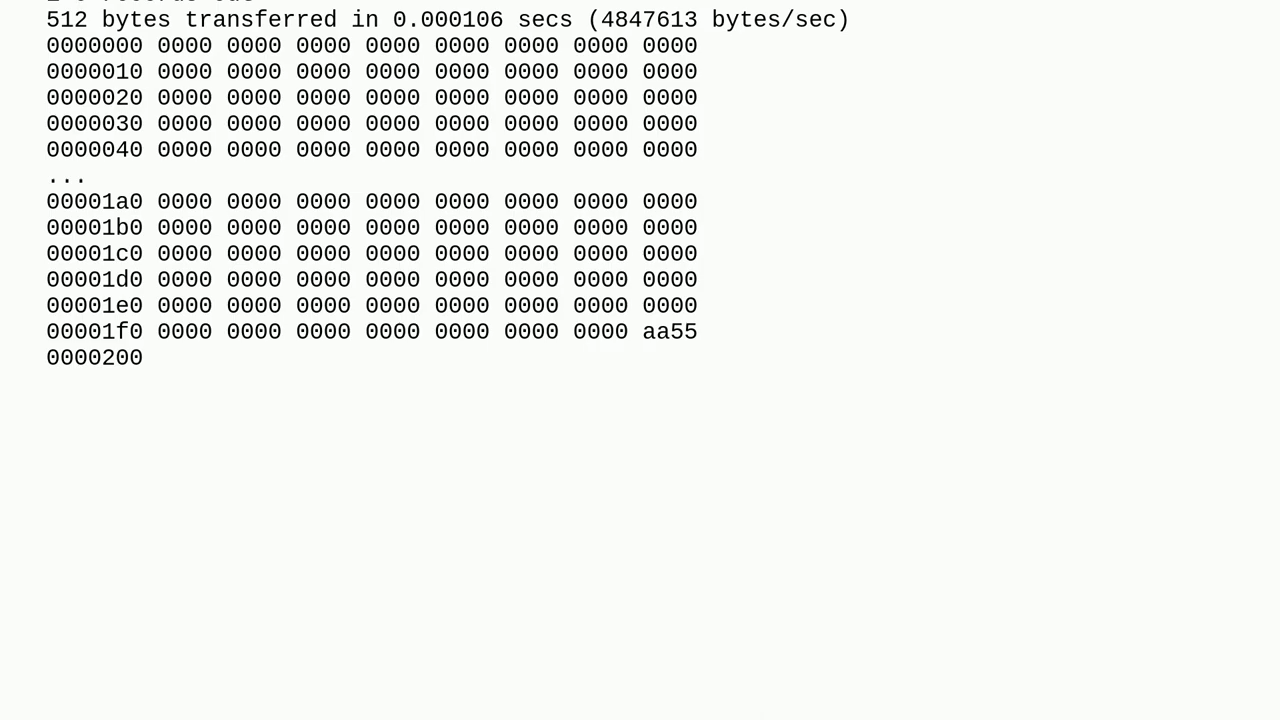 512 bytes transferred in 0.000106 secs (4847613 bytes/sec)
0000000 0000 0000 0000 0000 0000 0000 0000 0000
0000010 0000 0000 0000 0000 0000 0000 0000 0000
0000020 0000 0000 0000 0000 0000 0000 0000 0000
0000030 0000 0000 0000 0000 0000 0000 0000 0000
0000040 0000 0000 0000 0000 0000 0000 0000 0000
...
00001a0 0000 0000 0000 0000 0000 0000 0000 0000
00001b0 0000 0000 0000 0000 0000 0000 0000 0000
00001c0 0000 0000 0000 0000 0000 0000 0000 0000
00001d0 0000 0000 0000 0000 0000 0000 0000 0000
00001e0 0000 0000 0000 0000 0000 0000 0000 0000
00001f0 0000 0000 0000 0000 0000 0000 0000 aa55
0000200